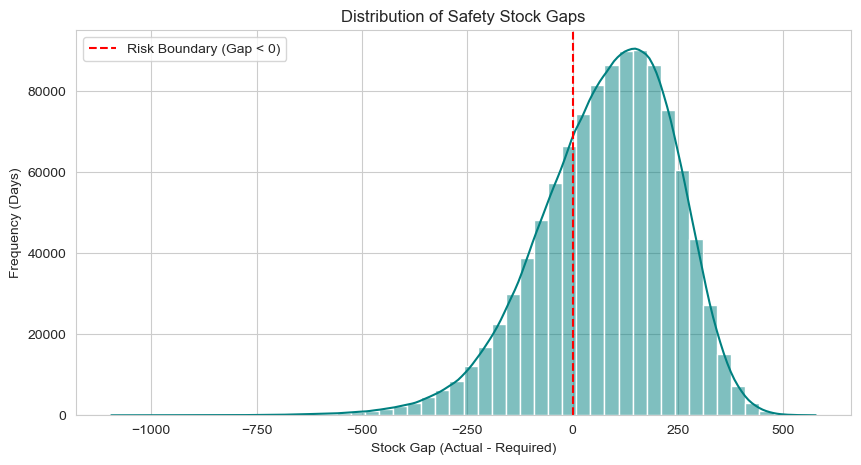 Distribution of Safety Stock Gaps
Risk Boundary (Gap < 0)
Frequency (Days)
80000
60000
40000
20000
0
−1000 −750 −500 −250 0 250 500
Stock Gap (Actual - Required)